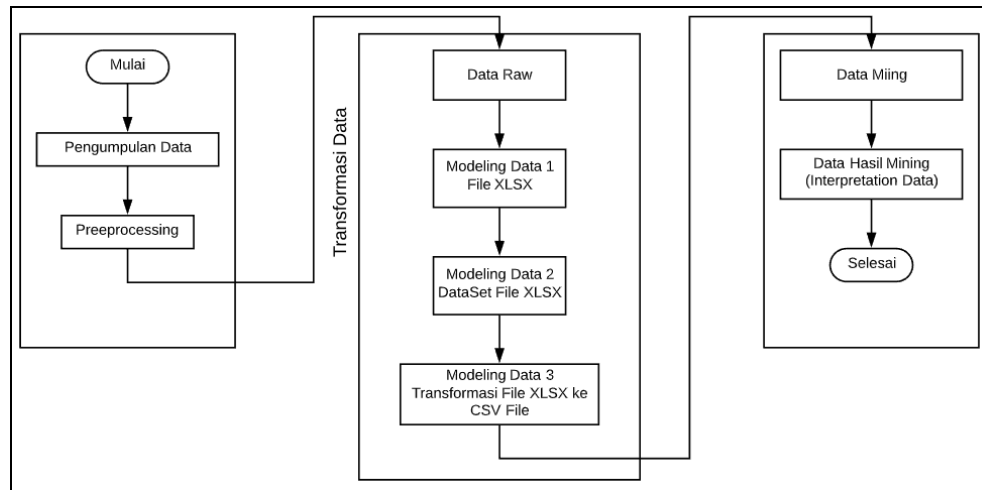 Mulai
Pengumpulan Data
Preeprocessing
Transformasi Data
Data Raw
Modeling Data 1
File XLSX
Modeling Data 2
DataSet File XLSX
Modeling Data 3
Transformasi File XLSX ke
CSV File
Data Miing
Data Hasil Mining
(Interpretation Data)
Selesai